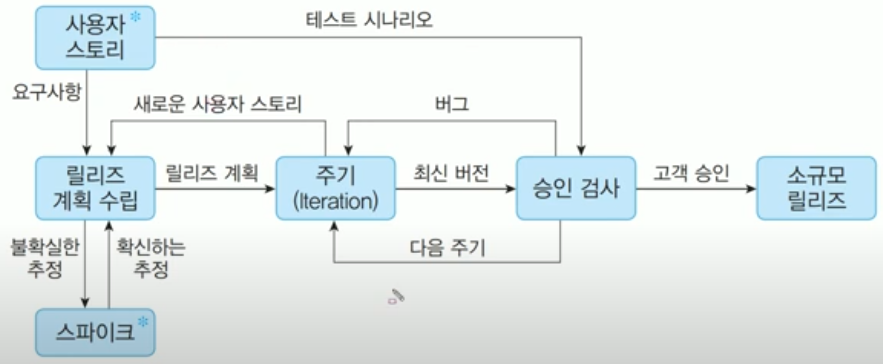 사용자*
스토리
테스트 시나리오
요구사항
새로운 사용자 스토리
버그
릴리즈
계획 수립
릴리즈 계획
주기
(Iteration)
최신 버전
승인 검사
고객 승인
소규모
릴리즈
불확실한
추정
확신하는
추정
다음 주기
스파이크*